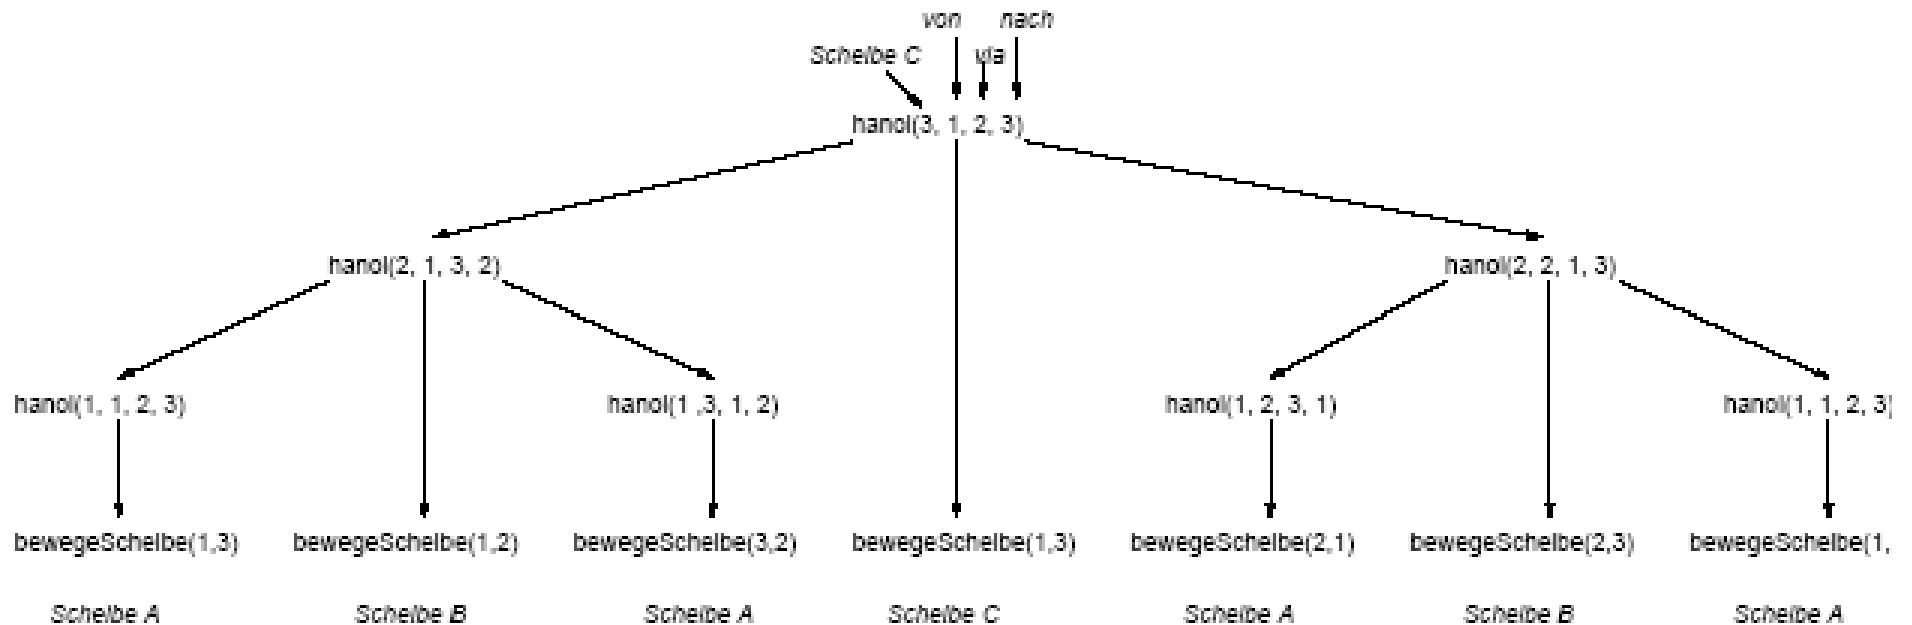 von nach
Scheibe C via
hanoi(3, 1, 2, 3)
hanoi(2, 1, 3, 2) hanoi(2, 2, 1, 3)
hanoi(1, 1, 2, 3) hanoi(1 ,3, 1, 2) hanoi(1, 2, 3, 1) hanoi(1, 1, 2, 3)
bewegeScheibe(1,3) bewegeScheibe(1,2) bewegeScheibe(3,2) bewegeScheibe(1,3) bewegeScheibe(2,1) bewegeScheibe(2,3) bewegeScheibe(1,
Scheibe A Scheibe B Scheibe A Scheibe C Scheibe A Scheibe B Scheibe A